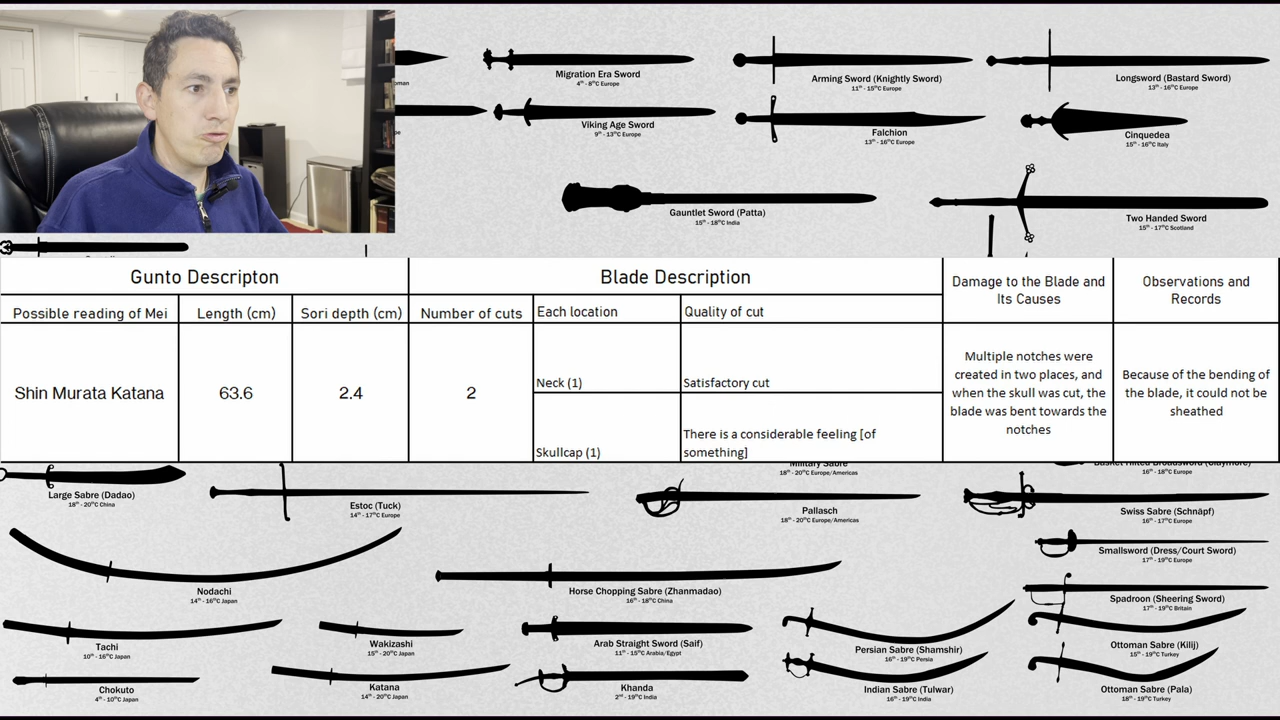 Migration Era Sword
4th - 8thC Europe
Arming Sword (Knightly Sword)
11th - 15thC Europe
Longsword (Bastard Sword)
13th - 16thC Europe
Viking Age Sword
9th - 13thC Europe
Falchion
13th - 16thC Europe
Cinquedea
15th - 16thC Italy
Gauntlet Sword (Patta)
15th - 18thC India
Two Handed Sword
15th - 17thC Scotland
Gunto Descripton
Blade Description
Damage to the Blade and
Its Causes
Observations and
Records
Possible reading of Mei
Length (cm)
Sori depth (cm)
Number of cuts
Each location
Quality of cut
Shin Murata Katana
63.6
2.4
2
Neck (1)
Satisfactory cut
Skullcap (1)
There is a considerable feeling [of
something]
Multiple notches were
created in two places, and
when the skull was cut, the
blade was bent towards the
notches
Because of the bending of
the blade, it could not be
sheathed
Military Sabre
18th - 20thC Europe/Americas
Basket Hilted Broadsword (Claymore)
16th - 18thC Europe
Large Sabre (Dadao)
18th - 20thC China
Estoc (Tuck)
14th - 17thC Europe
Pallasch
18th - 20thC Europe/Americas
Swiss Sabre (Schnapf)
16th - 17thC Europe
Smallsword (Dress/Court Sword)
17th - 19thC Europe
Nodachi
14th - 16thC Japan
Horse Chopping Sabre (Zhanmadao)
16th - 18thC China
Spadroon (Sheering Sword)
17th - 19thC Britain
Tachi
10th - 16thC Japan
Wakizashi
15th - 20thC Japan
Arab Straight Sword (Saif)
11th - 15thC Arabia/Egypt
Persian Sabre (Shamshir)
16th - 19thC Persia
Ottoman Sabre (Kilij)
15th - 19thC Turkey
Chokuto
4th - 10thC Japan
Katana
14th - 20thC Japan
Khanda
2nd - 19thC India
Indian Sabre (Tulwar)
16th - 19thC India
Ottoman Sabre (Pala)
18th - 19thC Turkey